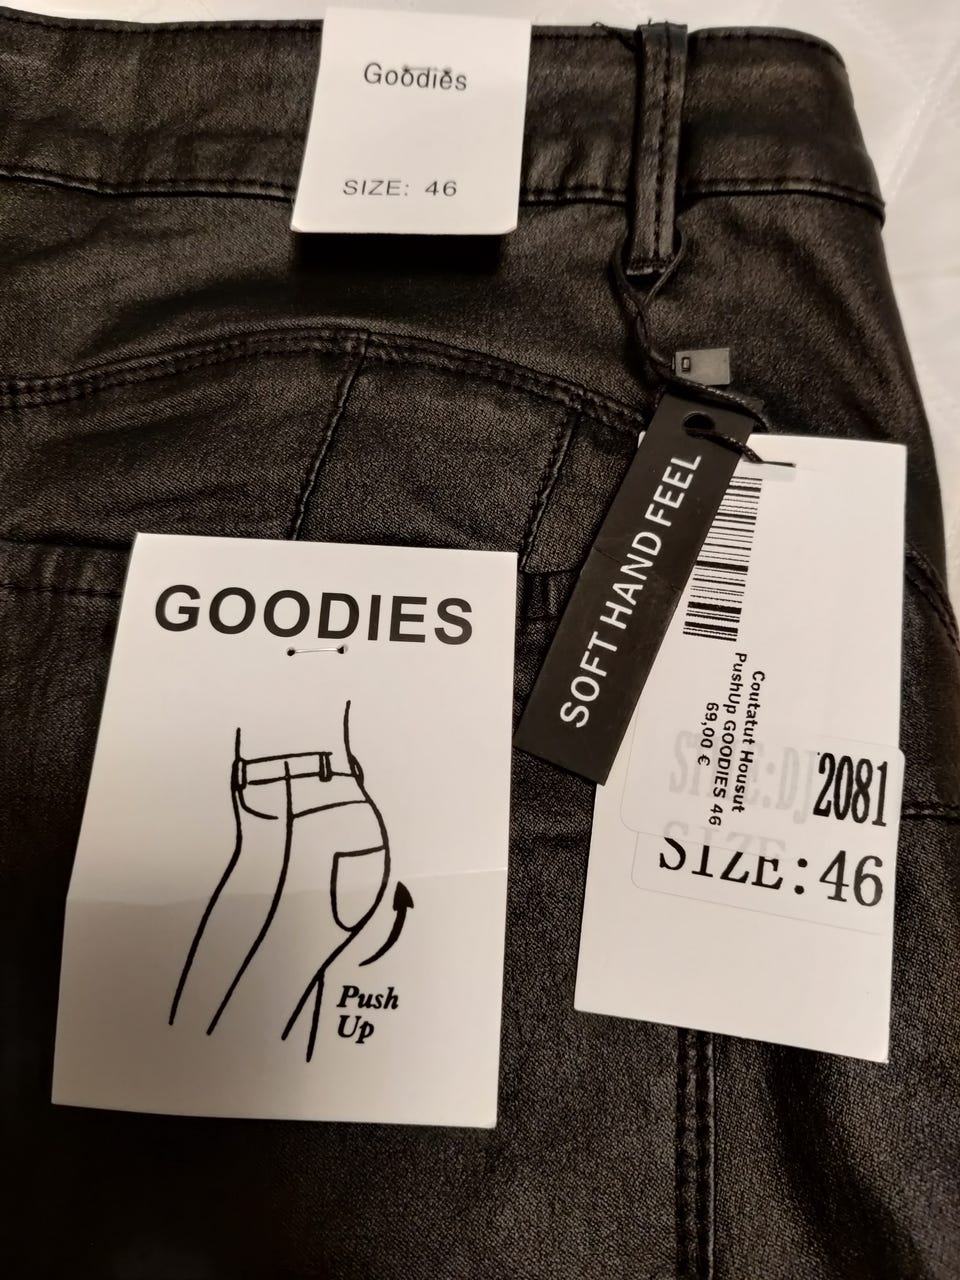 Goodies
SIZE: 46
GOODIES
Push
Up
SOFT HAND FEEL
Coutatut Housut
PushUp GOODIES 46
69,00 €
2081
SIZE:46